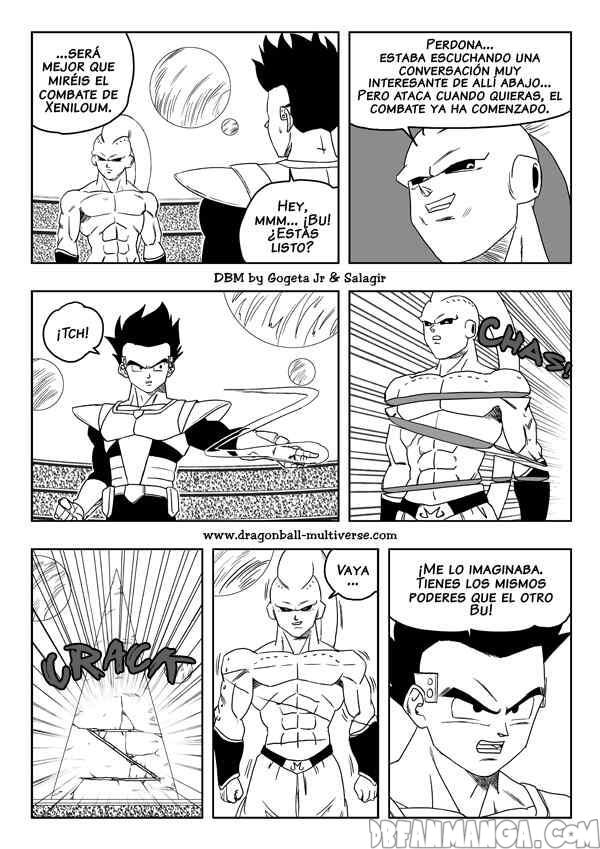 ...SERÁ
MEJOR QUE
MIRÉIS EL
COMBATE DE
XENILOUM.
HEY,
MMM... ¡BU!
¿ESTÁS
LISTO?
PERDONA...
ESTABA ESCUCHANDO UNA
CONVERSACIÓN MUY
INTERESANTE DE ALLÍ ABAJO...
PERO ATACA CUANDO QUIERAS, EL
COMBATE YA HA COMENZADO.
DBM by Gogeta Jr & Salagir
¡TCH!
CHAS!
www.dragonball-multiverse.com
CRACK
VAYA
...
¡ME LO IMAGINABA.
TIENES LOS MISMOS
PODERES QUE EL OTRO
BU!
M
DBFANMANGA.COM